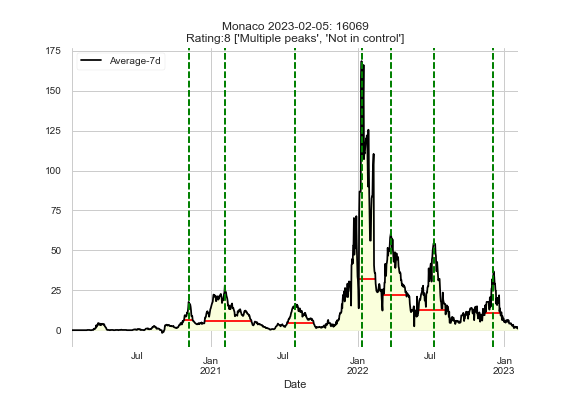 Monaco 2023-02-05: 16069
Rating:8 ['Multiple peaks', 'Not in control']
Average-7d
175
150
125
100
75
50
25
0
Jul
Jan
2021
Jul
Jan
2022
Jul
Jan
2023
Date